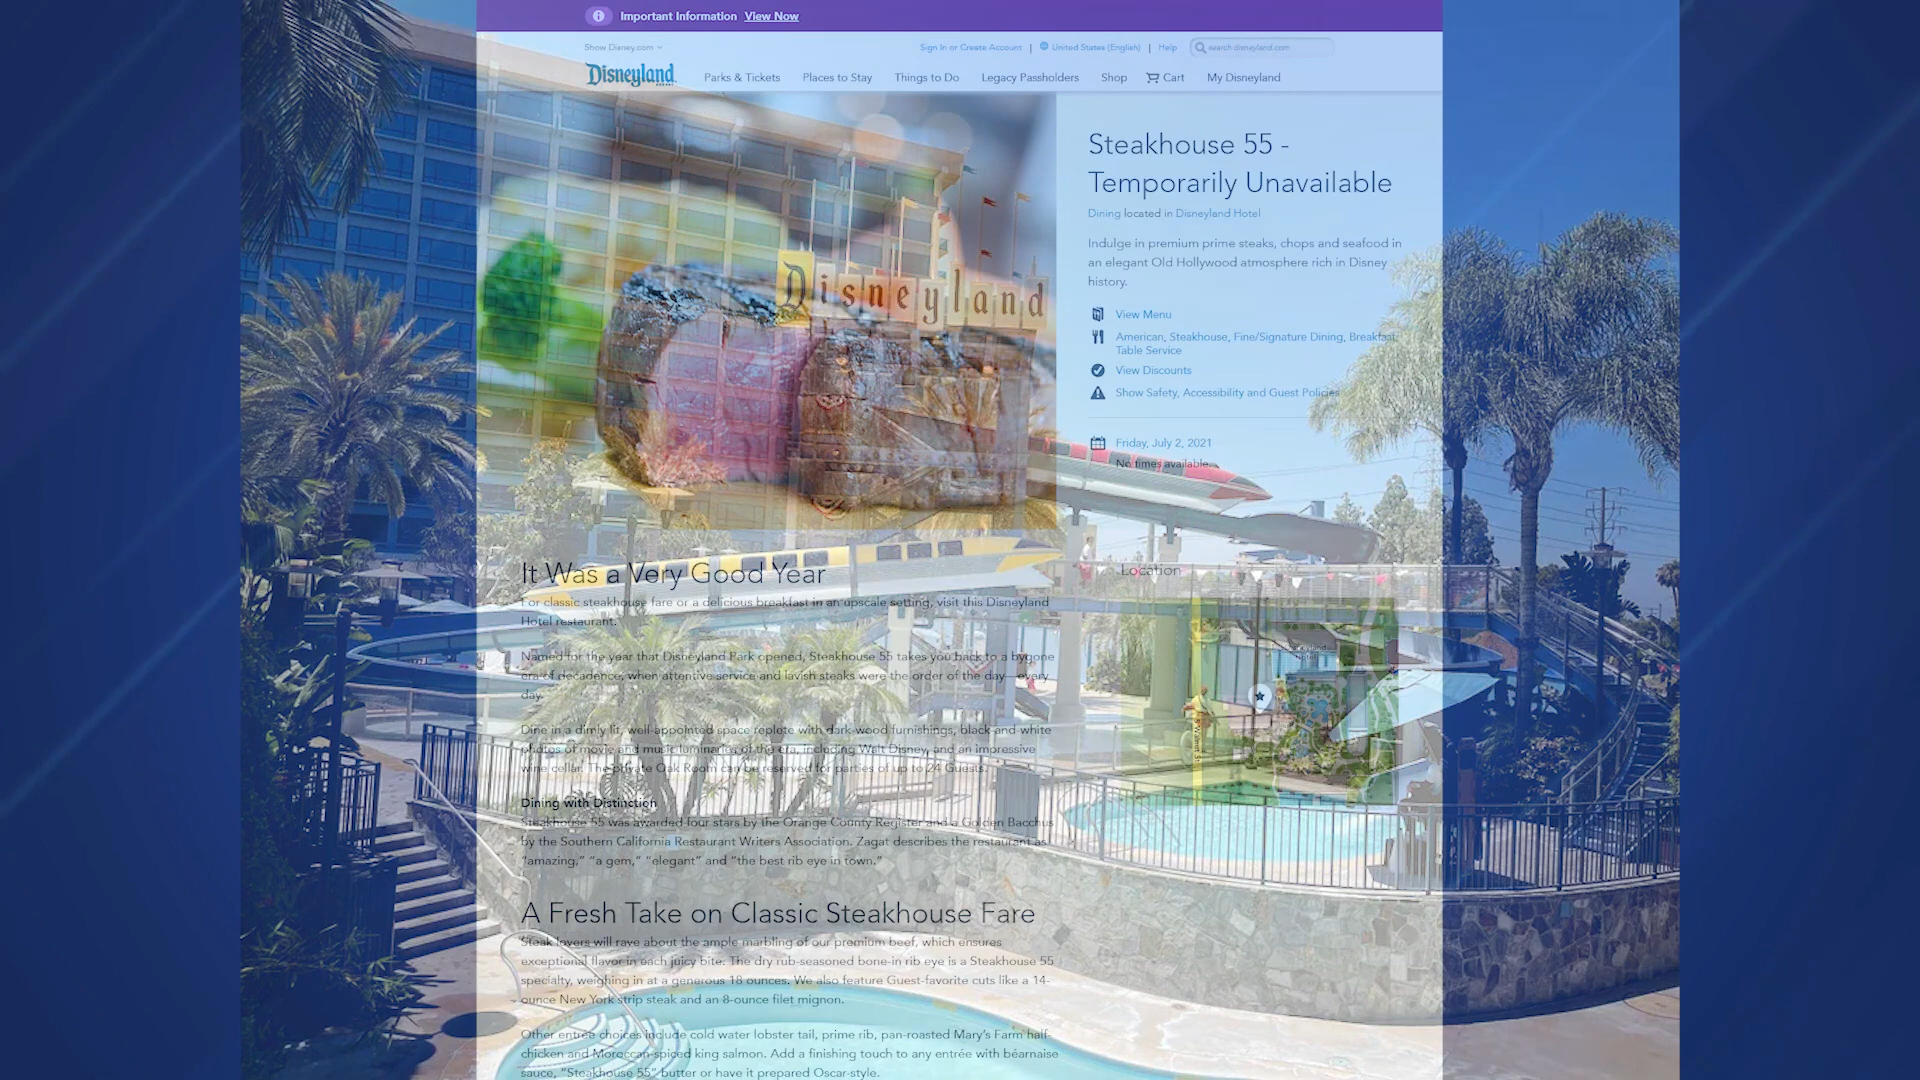 Important Information View Now
Show Disney.com
Sign In or Create Account | United States (English) | Help search disneyland.com
Disneyland Parks & Tickets Places to Stay Things to Do Legacy Passholders Shop Cart My Disneyland
Steakhouse 55 -
Temporarily Unavailable
Dining located in Disneyland Hotel
Indulge in premium prime steaks, chops and seafood in
an elegant Old Hollywood atmosphere rich in Disney
history.
View Menu
American, Steakhouse, Fine/Signature Dining, Breakfast,
Table Service
View Discounts
Show Safety, Accessibility and Guest Policies
Friday, July 2, 2021
No times available
Disneyland
It Was a Very Good Year
For classic steakhouse fare or a delicious breakfast in an upscale setting, visit this Disneyland
Hotel restaurant.
Named for the year that Disneyland Park opened, Steakhouse 55 takes you back to a bygone
era of decadence, when attentive service and lavish steaks were the order of the day—every
day.
Dine in a dimly lit, well-appointed space replete with dark-wood furnishings, black-and-white
photos of movie and music luminaries of the era, including Walt Disney, and an impressive
wine cellar. The private Oak Room can be reserved for parties of up to 24 Guests.
Dining with Distinction
Steakhouse 55 was awarded four stars by the Orange County Register and a Golden Bacchus
by the Southern California Restaurant Writers Association. Zagat describes the restaurant as
“amazing,” “a gem,” “elegant” and “the best rib eye in town.”
Location
A Fresh Take on Classic Steakhouse Fare
Steak lovers will rave about the ample marbling of our premium beef, which ensures
exceptional flavor in each juicy bite. The dry rub-seasoned bone-in rib eye is a Steakhouse 55
specialty, weighing in at a generous 18 ounces. We also feature Guest-favorite cuts like a 14-
ounce New York strip steak and an 8-ounce filet mignon.
Other entrée choices include cold water lobster tail, prime rib, pan-roasted Mary’s Farm half-
chicken and Moroccan-spiced king salmon. Add a finishing touch to any entrée with béarnaise
sauce, “Steakhouse 55” butter or have it prepared Oscar-style.